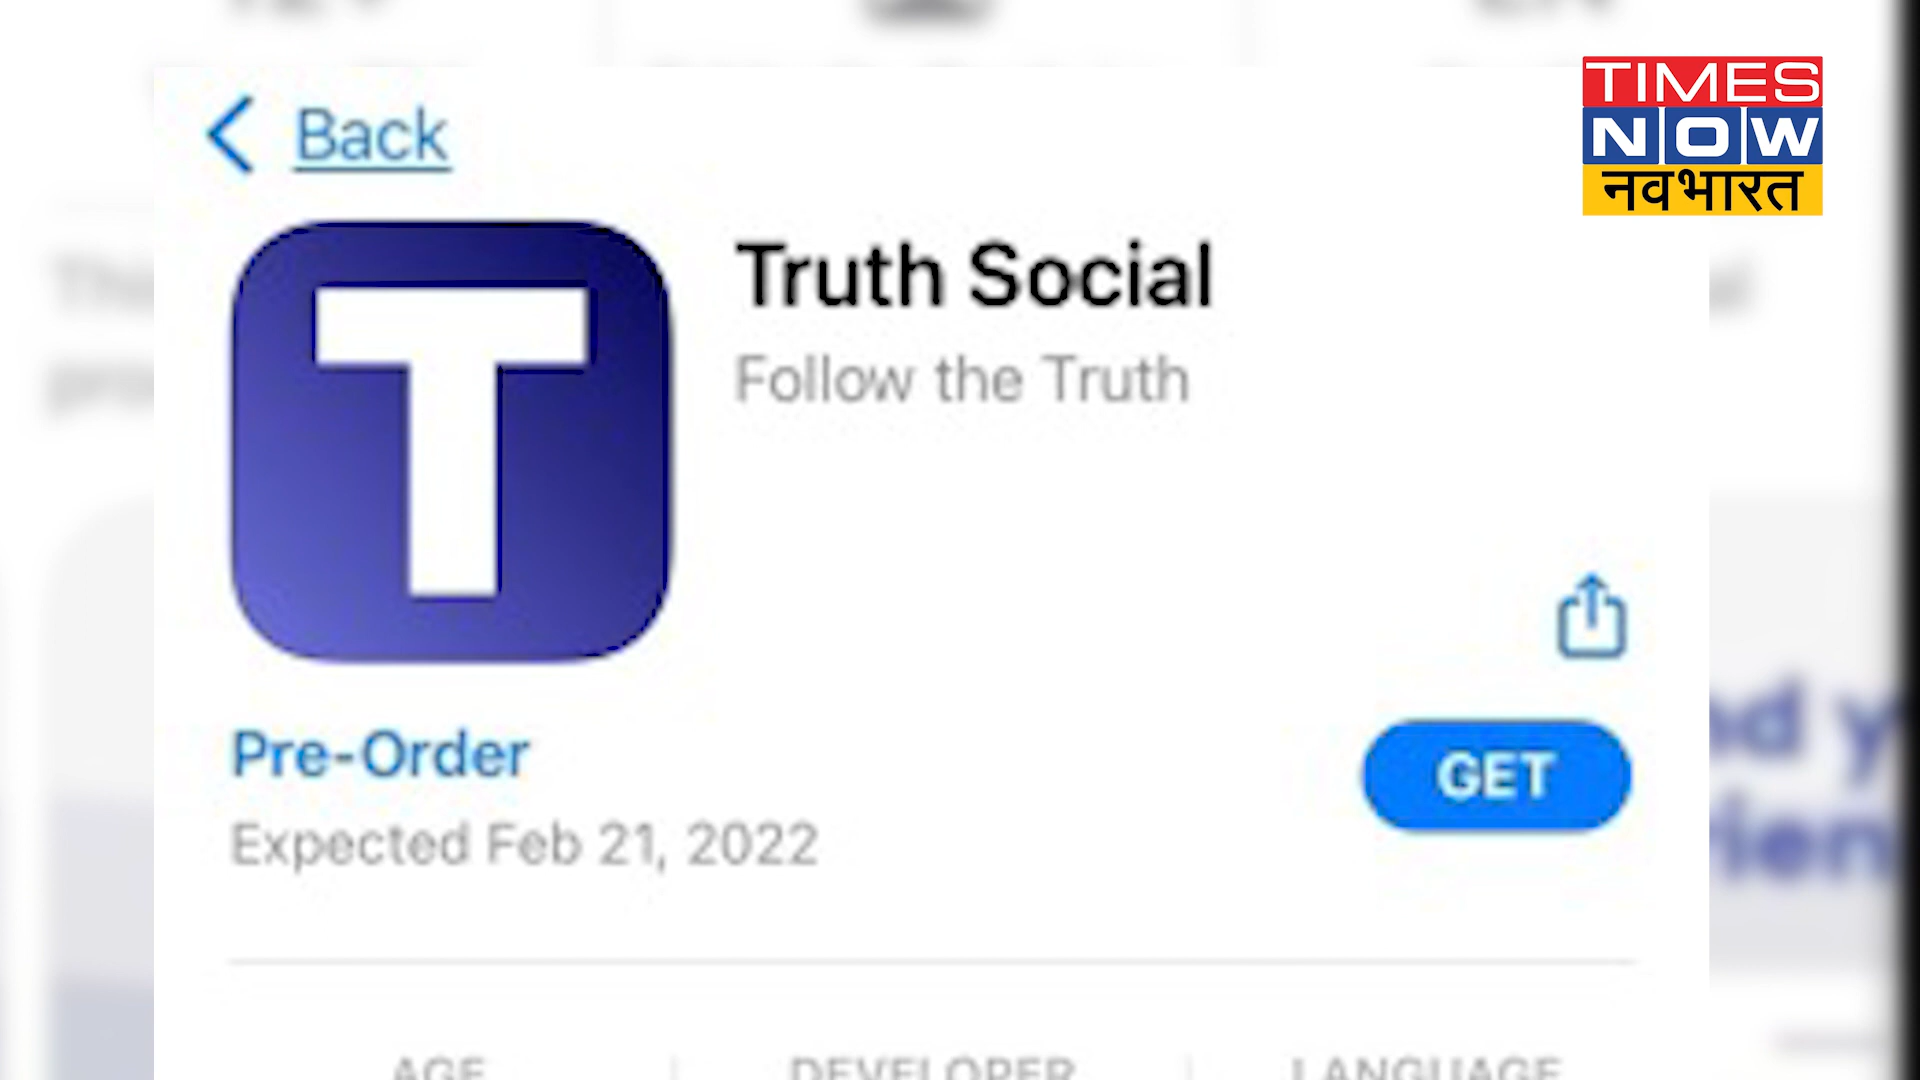 Back
TIMES
NOW
नवभारत
T
Truth Social
Follow the Truth
Pre-Order
GET
Expected Feb 21, 2022
AGE
DEVELOPER
LANGUAGE